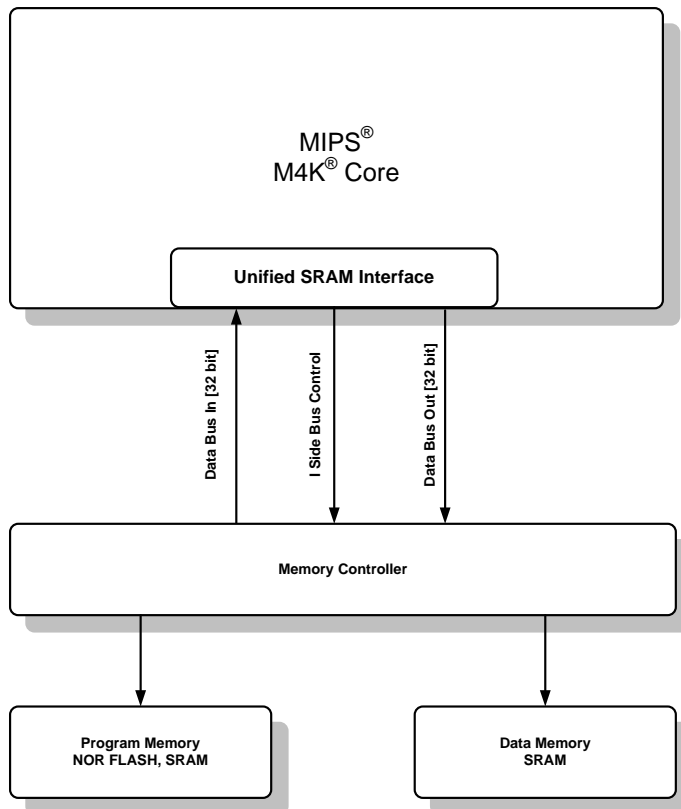 MIPS®
M4K® Core
Unified SRAM Interface
Data Bus In [32 bit]
I Side Bus Control
Data Bus Out [32 bit]
Memory Controller
Program Memory
NOR FLASH, SRAM
Data Memory
SRAM